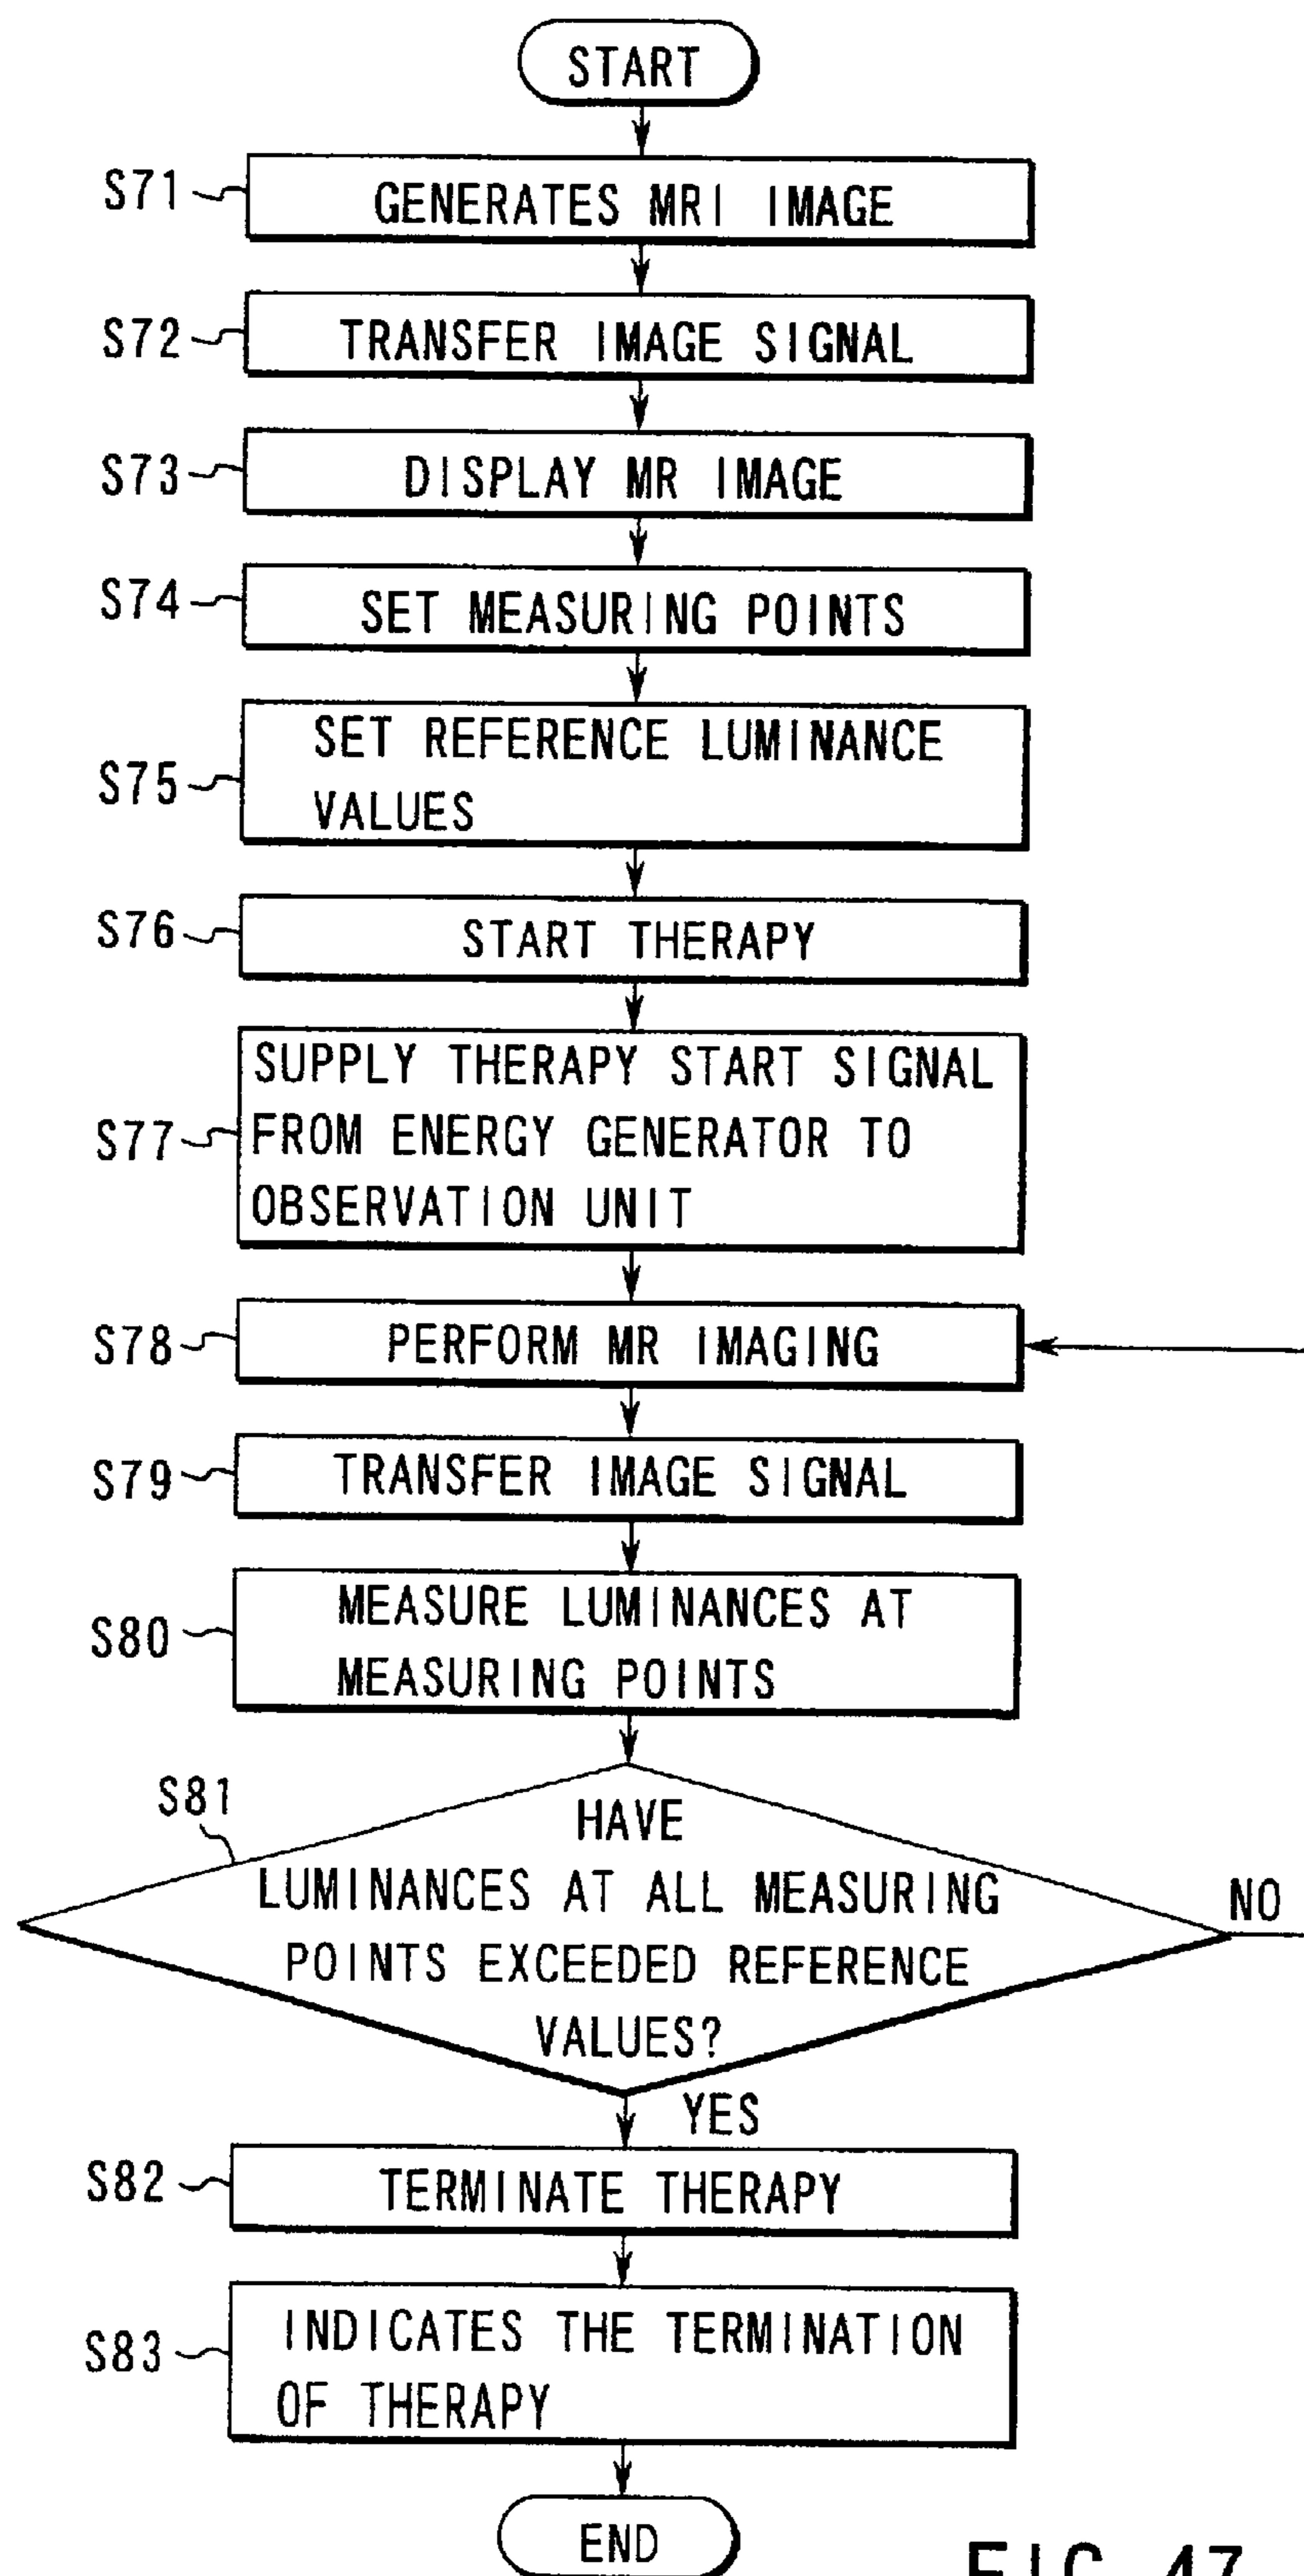 START
S71
GENERATES MRI IMAGE
S72
TRANSFER IMAGE SIGNAL
S73
DISPLAY MR IMAGE
S74
SET MEASURING POINTS
S75
SET REFERENCE LUMINANCE
VALUES
S76
START THERAPY
S77
SUPPLY THERAPY START SIGNAL
FROM ENERGY GENERATOR TO
OBSERVATION UNIT
S78
PERFORM MR IMAGING
S79
TRANSFER IMAGE SIGNAL
S80
MEASURE LUMINANCES AT
MEASURING POINTS
S81
HAVE
LUMINANCES AT ALL MEASURING
POINTS EXCEEDED REFERENCE
VALUES?
NO
YES
S82
TERMINATE THERAPY
S83
INDICATES THE TERMINATION
OF THERAPY
END
FIG. 47